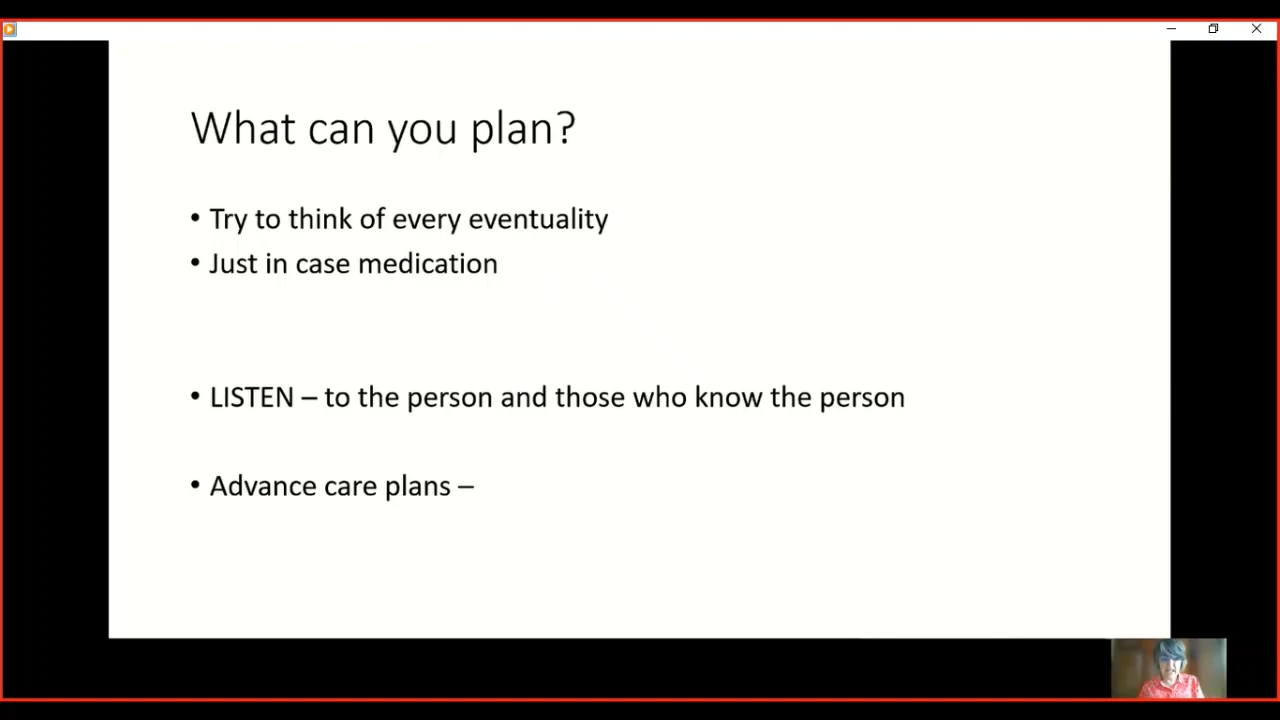 What can you plan?
• Try to think of every eventuality
• Just in case medication
• LISTEN – to the person and those who know the person
• Advance care plans –